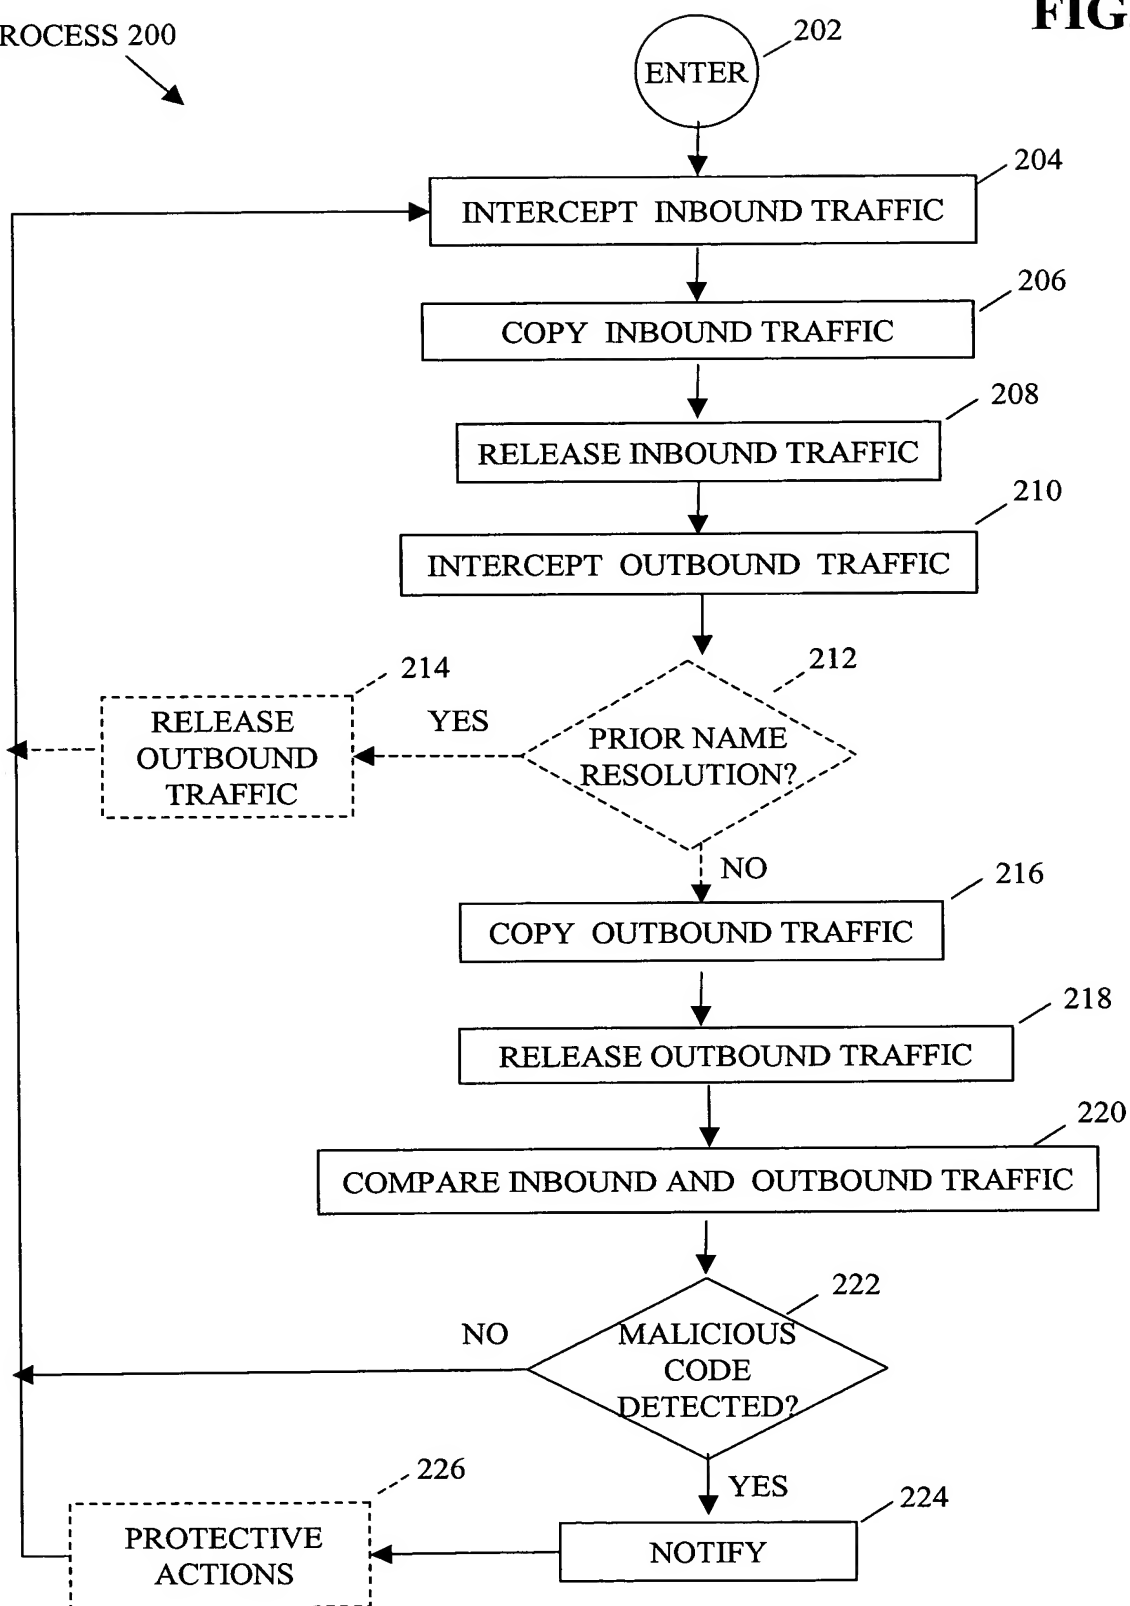 ROCESS 200
FIG.
202
ENTER
204
INTERCEPT INBOUND TRAFFIC
206
COPY INBOUND TRAFFIC
208
RELEASE INBOUND TRAFFIC
210
INTERCEPT OUTBOUND TRAFFIC
212
214
YES
RELEASE
OUTBOUND
TRAFFIC
PRIOR NAME
RESOLUTION?
NO
216
COPY OUTBOUND TRAFFIC
218
RELEASE OUTBOUND TRAFFIC
220
COMPARE INBOUND AND OUTBOUND TRAFFIC
222
NO
MALICIOUS
CODE
DETECTED?
226
YES
224
PROTECTIVE
ACTIONS
NOTIFY